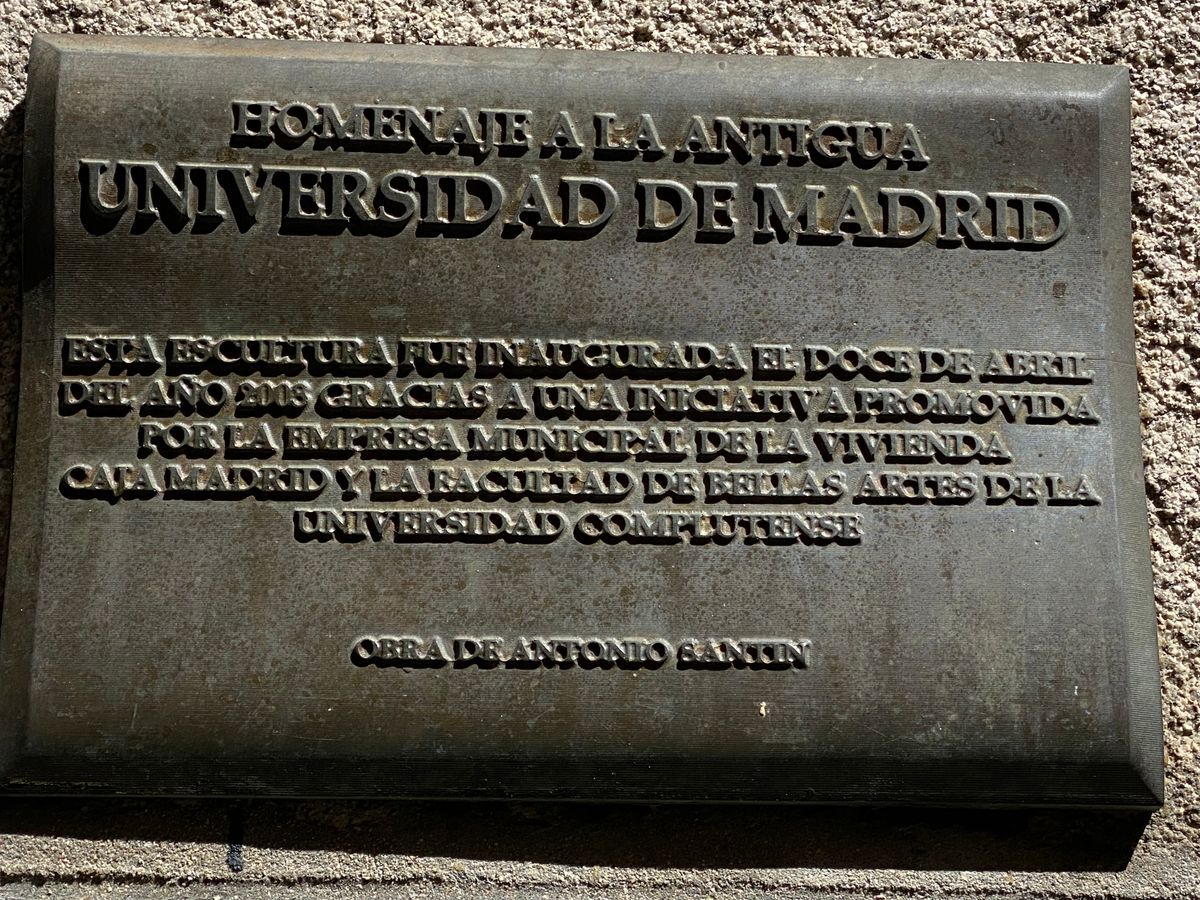 HOMENAJE A LA ANTIGUA
UNIVERSIDAD DE MADRID
ESTA ESCULTURA FUE INAUGURADA EL DOCE DE ABRIL
DEL AÑO 2003 GRACIAS A UNA INICIATIVA PROMOVIDA
POR LA EMPRESA MUNICIPAL DE LA VIVIENDA
CAJA MADRID Y LA FACULTAD DE BELLAS ARTES DE LA
UNIVERSIDAD COMPLUTENSE
OBRA DE ANTONIO SANTIN